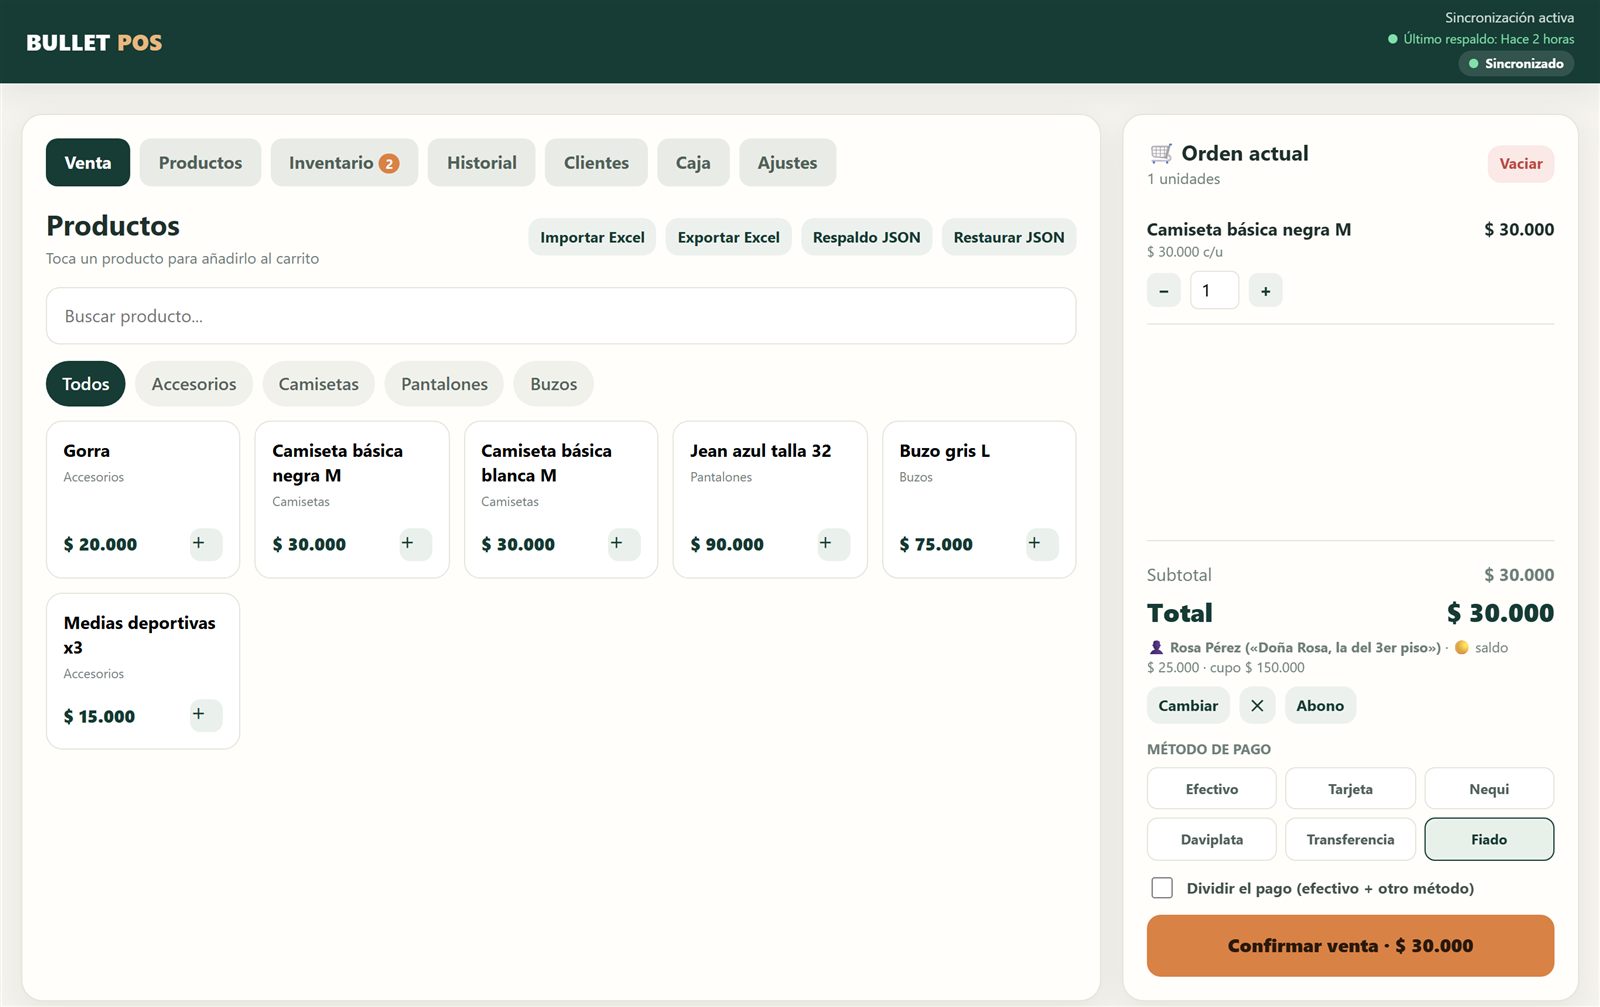 BULLET POS
Sincronización activa
Último respaldo: Hace 2 horas
Sincronizado
Venta
Productos
Inventario 2
Historial
Clientes
Caja
Ajustes
Productos
Toca un producto para añadirlo al carrito
Importar Excel
Exportar Excel
Respaldo JSON
Restaurar JSON
Buscar producto...
Todos
Accesorios
Camisetas
Pantalones
Buzos
Gorra
Accesorios
$ 20.000
+
Camiseta básica
negra M
Camisetas
$ 30.000
+
Camiseta básica
blanca M
Camisetas
$ 30.000
+
Jean azul talla 32
Pantalones
$ 90.000
+
Buzo gris L
Buzos
$ 75.000
+
Medias deportivas
x3
Accesorios
$ 15.000
+
Orden actual
1 unidades
Vaciar
Camiseta básica negra M $ 30.000
$ 30.000 c/u
− 1 +
Subtotal $ 30.000
Total $ 30.000
Rosa Pérez («Doña Rosa, la del 3er piso») · saldo
$ 25.000 · cupo $ 150.000
Cambiar
✕
Abono
MÉTODO DE PAGO
Efectivo
Tarjeta
Nequi
Daviplata
Transferencia
Fiado
Dividir el pago (efectivo + otro método)
Confirmar venta · $ 30.000